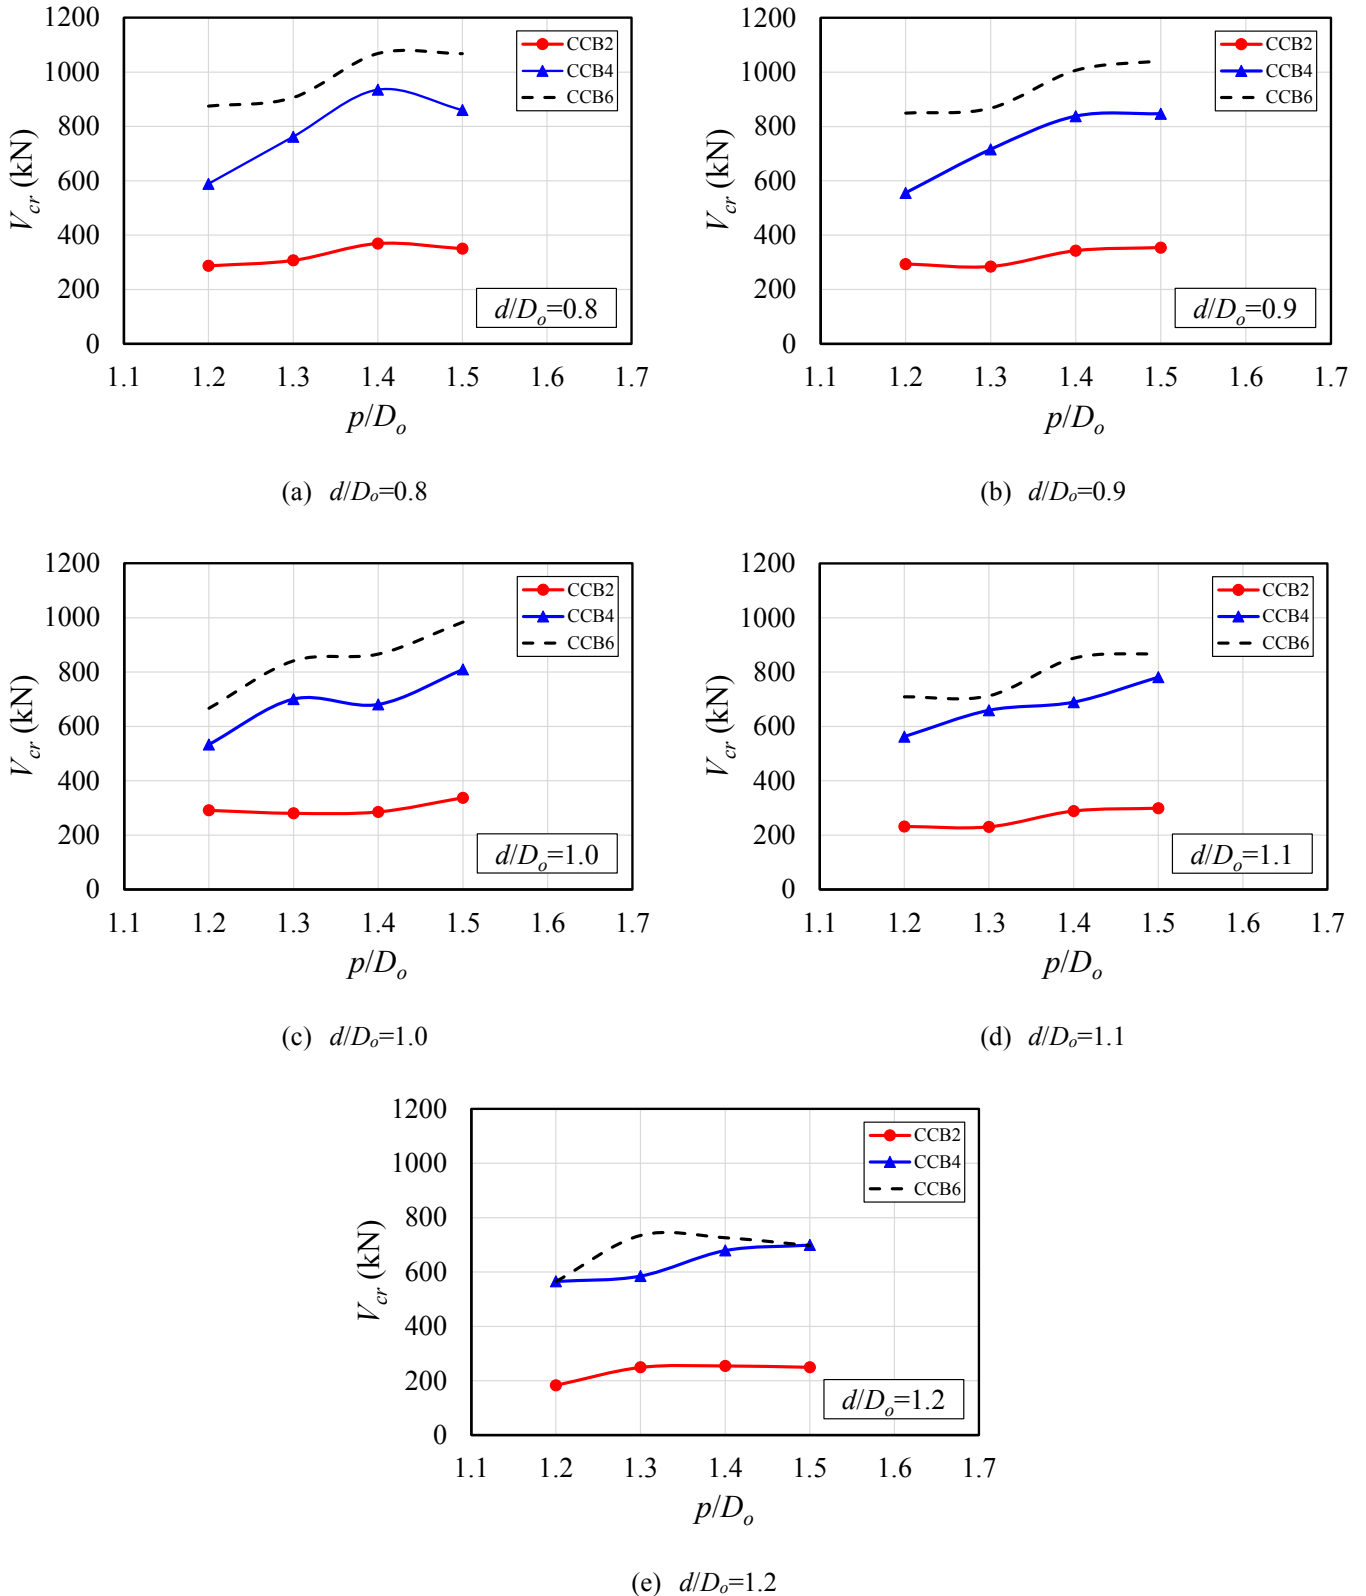 1200
1000
800
600
400
200
0
V_cr (kN)
CCB2
CCB4
CCB6
d/D_o=0.8
1.1 1.2 1.3 1.4 1.5 1.6 1.7
p/D_o
(a) d/D_o=0.8
1200
1000
800
600
400
200
0
V_cr (kN)
CCB2
CCB4
CCB6
d/D_o=0.9
1.1 1.2 1.3 1.4 1.5 1.6 1.7
p/D_o
(b) d/D_o=0.9
1200
1000
800
600
400
200
0
V_cr (kN)
CCB2
CCB4
CCB6
d/D_o=1.0
1.1 1.2 1.3 1.4 1.5 1.6 1.7
p/D_o
(c) d/D_o=1.0
1200
1000
800
600
400
200
0
V_cr (kN)
CCB2
CCB4
CCB6
d/D_o=1.1
1.1 1.2 1.3 1.4 1.5 1.6 1.7
p/D_o
(d) d/D_o=1.1
1200
1000
800
600
400
200
0
V_cr (kN)
CCB2
CCB4
CCB6
d/D_o=1.2
1.1 1.2 1.3 1.4 1.5 1.6 1.7
p/D_o
(e) d/D_o=1.2